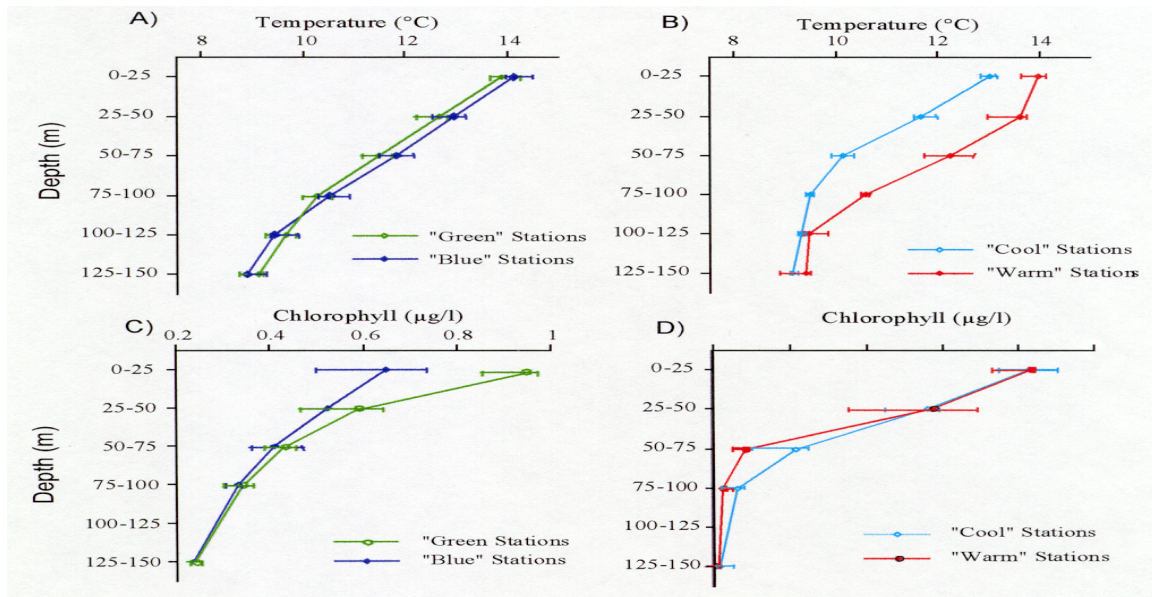 A)
Temperature (°C)
8 10 12 14
Depth (m)
0-25
25-50
50-75
75-100
100-125
125-150
"Green" Stations
"Blue" Stations
B)
Temperature (°C)
8 10 12 14
0-25
25-50
50-75
75-100
100-125
125-150
"Cool" Stations
"Warm" Stations
C)
Chlorophyll (µg/l)
0.2 0.4 0.6 0.8 1
Depth (m)
0-25
25-50
50-75
75-100
100-125
125-150
"Green Stations
"Blue" Stations
D)
Chlorophyll (µg/l)
0-25
25-50
50-75
75-100
100-125
125-150
"Cool" Stations
"Warm" Stations